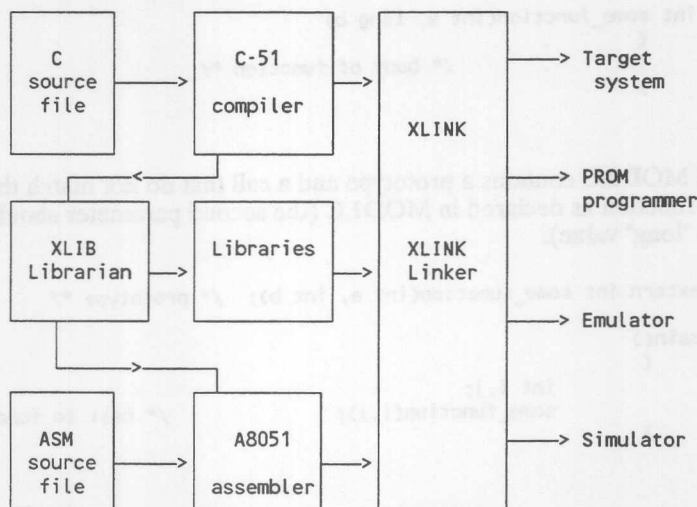 C
source
file
C-51
compiler
XLINK
Target
system
PROM
programmer
XLIB
Librarian
Libraries
XLINK
Linker
Emulator
ASM
source
file
A8051
assembler
Simulator